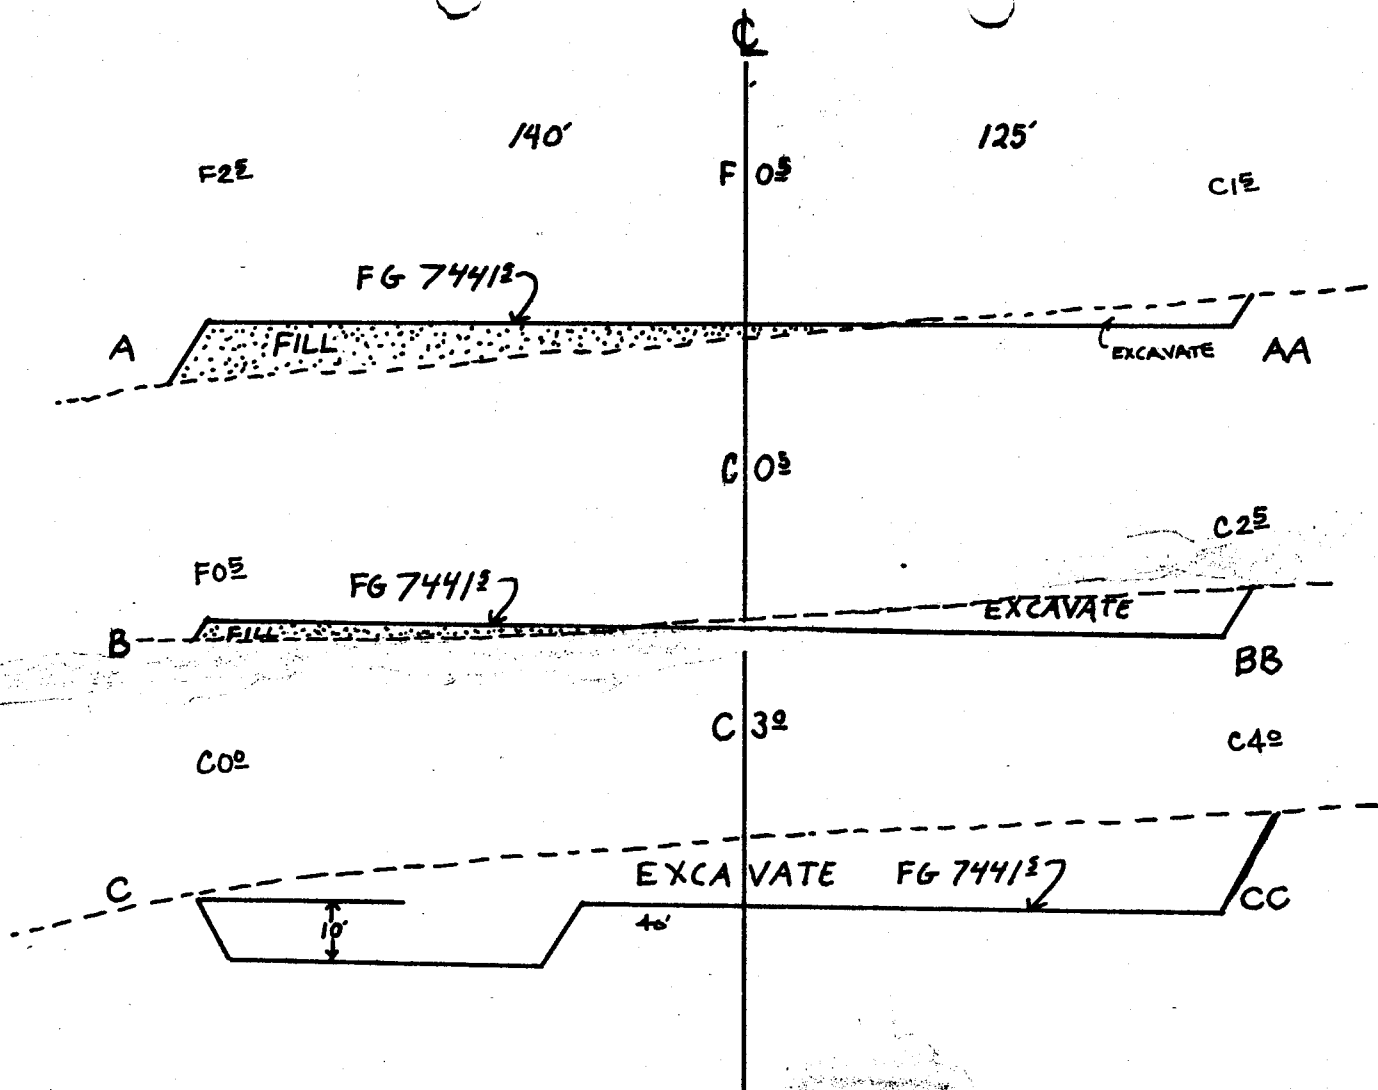 ℄
140' 125'
F2⁵ F 0⁵ C1⁵
FG 7441⁵
A FILL EXCAVATE AA
C 0⁵
C2⁵
F0⁵ FG 7441⁵
EXCAVATE
B FILL BB
C 3⁰ C4⁰
C0⁰
EXCAVATE FG 7441⁵
C CC
10' 40'